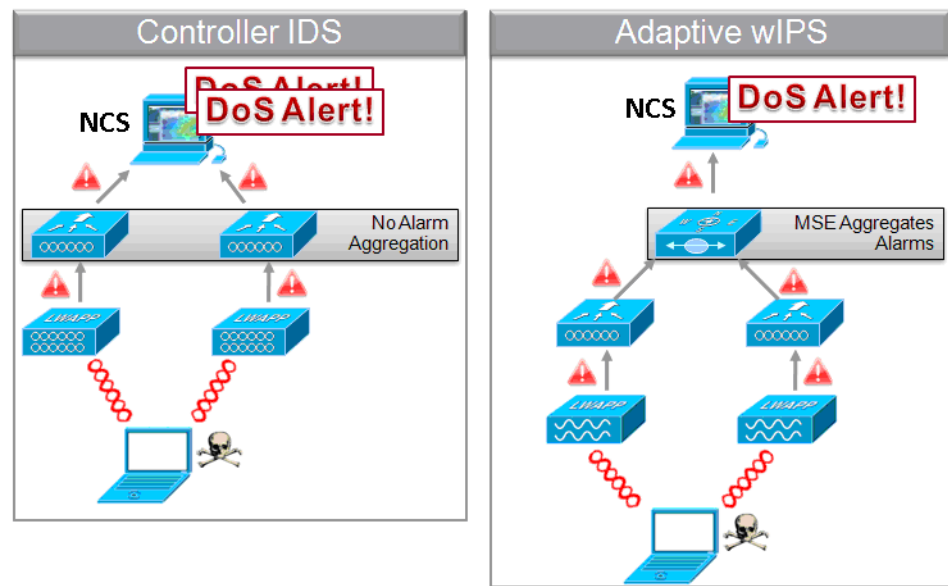 Controller IDS
DoS Alert!
DoS Alert!
NCS
No Alarm
Aggregation
LWAPP
LWAPP
Adaptive wIPS
DoS Alert!
NCS
MSE Aggregates
Alarms
LWAPP
LWAPP